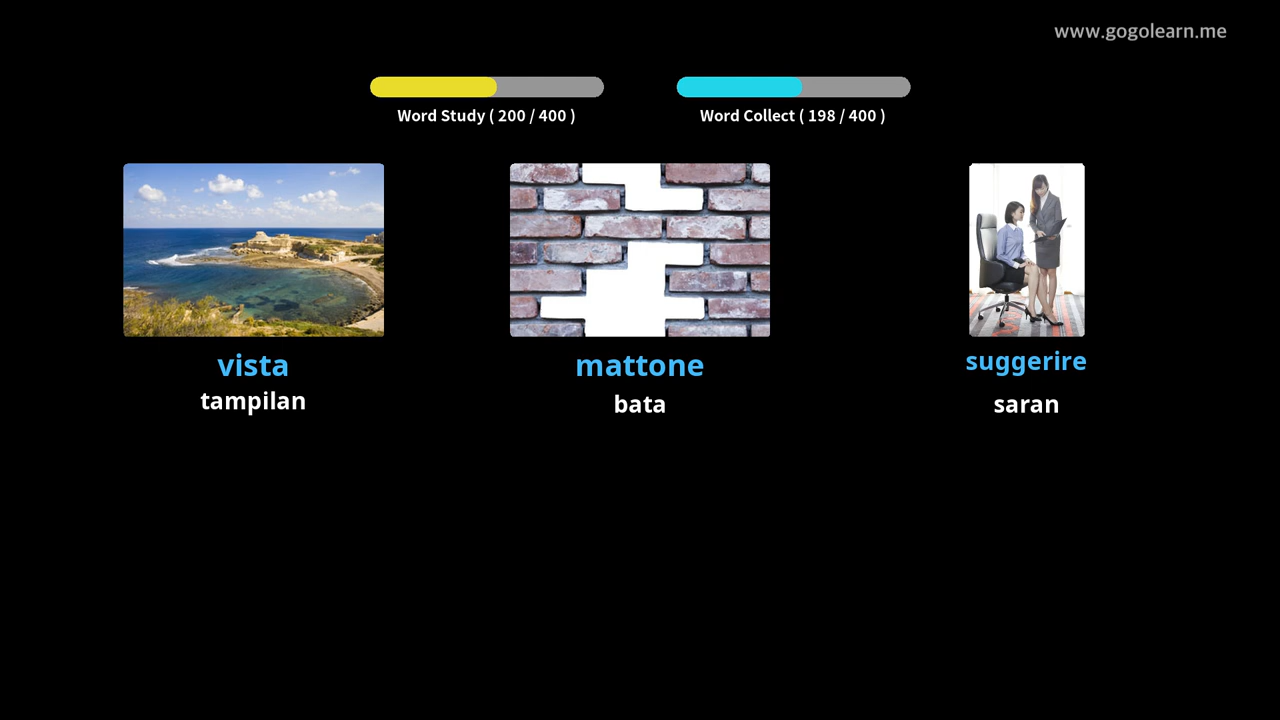 www.gogolearn.me
Word Study ( 200 / 400 )
Word Collect ( 198 / 400 )
vista
tampilan
mattone
bata
suggerire
saran